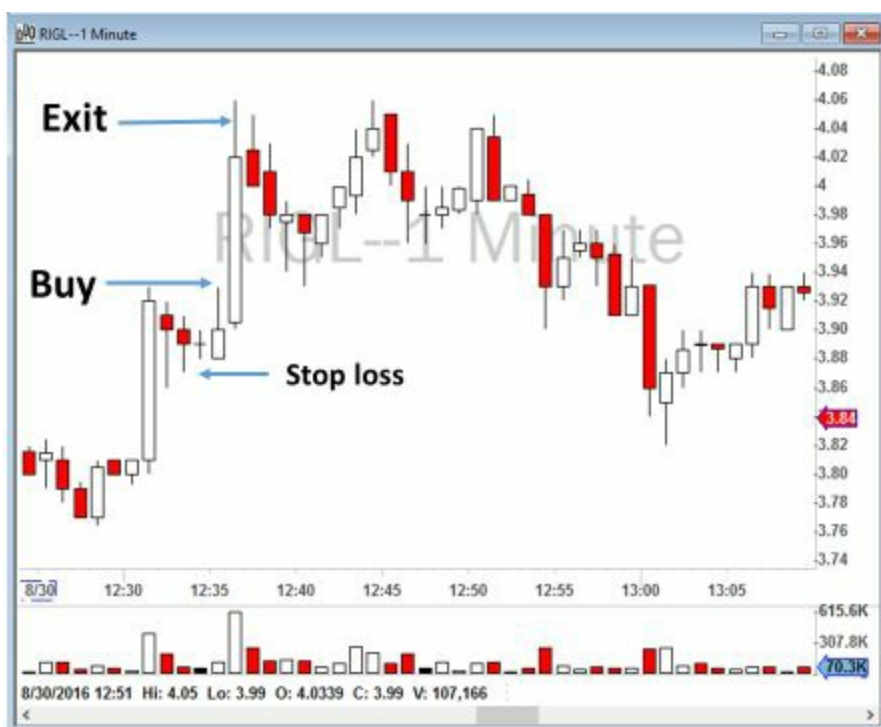 RIGL--1 Minute
4.08
Exit
4.06
4.04
4.02
4
3.98
RIGL--1 Minute
3.96
Buy
3.94
3.92
3.90
Stop loss
3.88
3.86
3.84
3.82
3.80
3.78
3.76
3.74
8/30 12:30 12:35 12:40 12:45 12:50 12:55 13:00 13:05
615.6K
307.8K
70.3K
8/30/2016 12:51 Hi: 4.05 Lo: 3.99 O: 4.0339 C: 3.99 V: 107,166